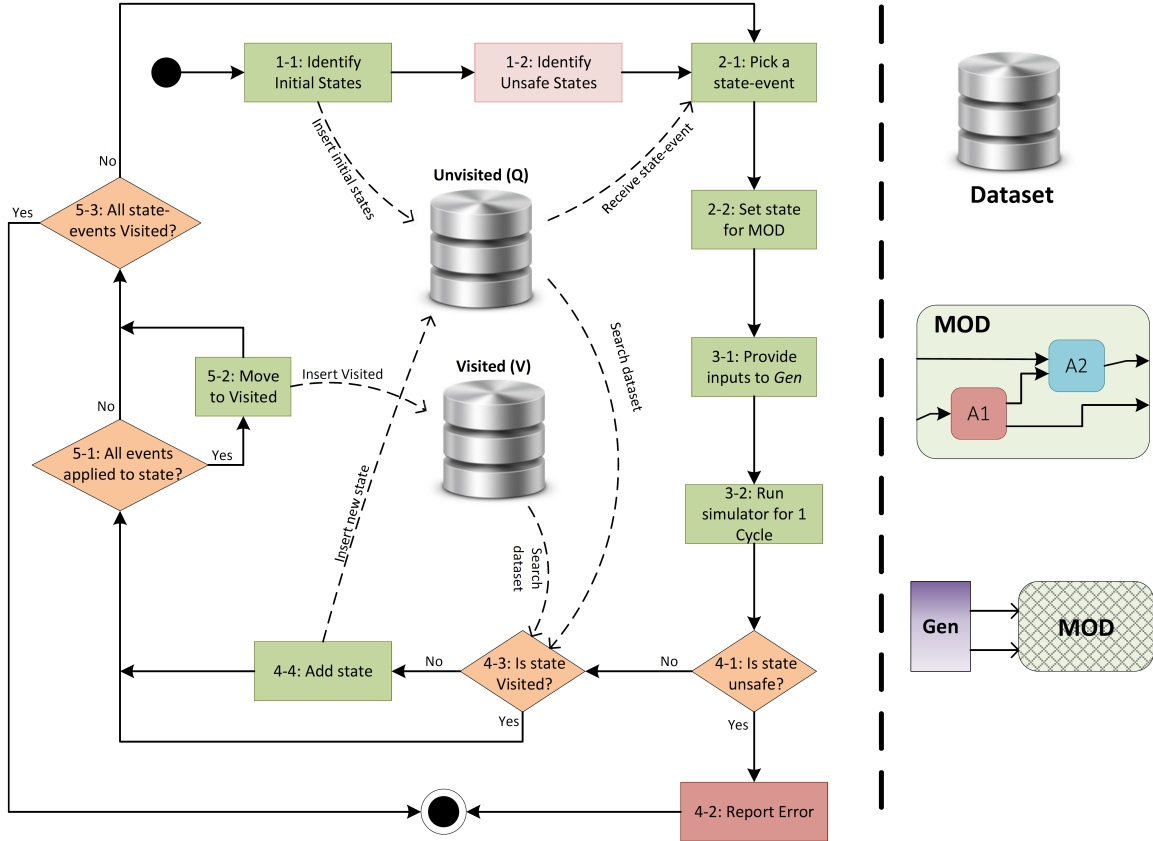 1-1: Identify
Initial States
1-2: Identify
Unsafe States
2-1: Pick a
state-event
Insert initial states
Receive state-event
No
Yes
5-3: All state-
events Visited?
Unvisited (Q)
2-2: Set state
for MOD
Search dataset
3-1: Provide
inputs to Gen
5-2: Move
to Visited
Insert Visited
Visited (V)
No
5-1: All events
applied to state?
Yes
Insert new state
3-2: Run
simulator for 1
Cycle
Search
dataset
4-4: Add state
No
4-3: Is state
Visited?
No
4-1: Is state
unsafe?
Yes
Yes
4-2: Report Error
Dataset
MOD
A2
A1
Gen
MOD